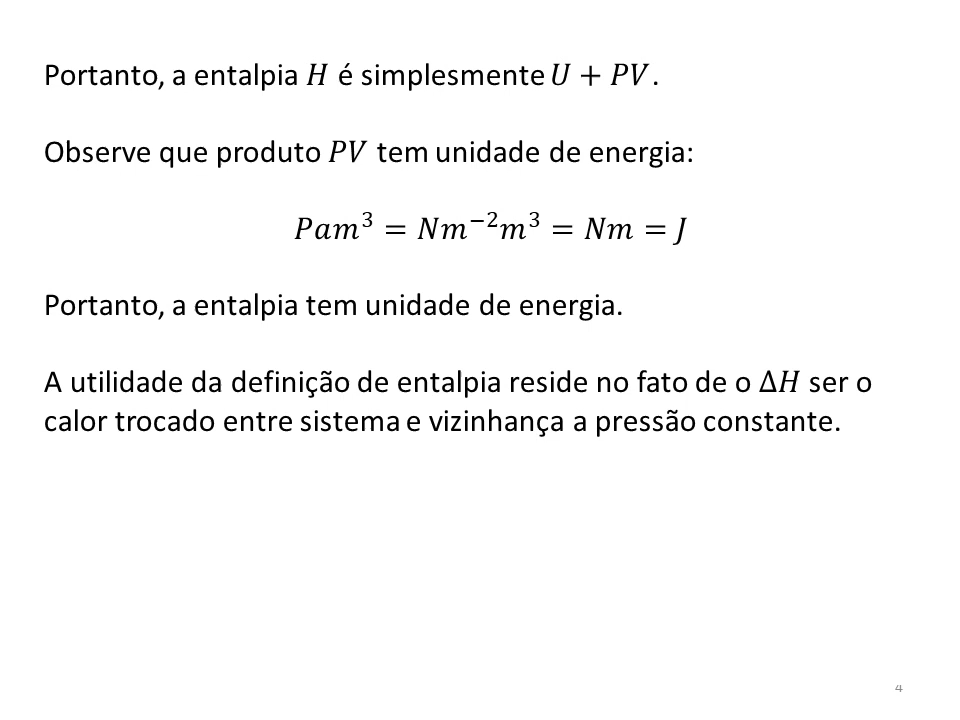 Portanto, a entalpia 𝐻 é simplesmente 𝑈 + 𝑃𝑉.
Observe que produto 𝑃𝑉 tem unidade de energia:
𝑃𝑎𝑚³ = 𝑁𝑚⁻²𝑚³ = 𝑁𝑚 = 𝐽
Portanto, a entalpia tem unidade de energia.
A utilidade da definição de entalpia reside no fato de o ∆𝐻 ser o
calor trocado entre sistema e vizinhança a pressão constante.
4